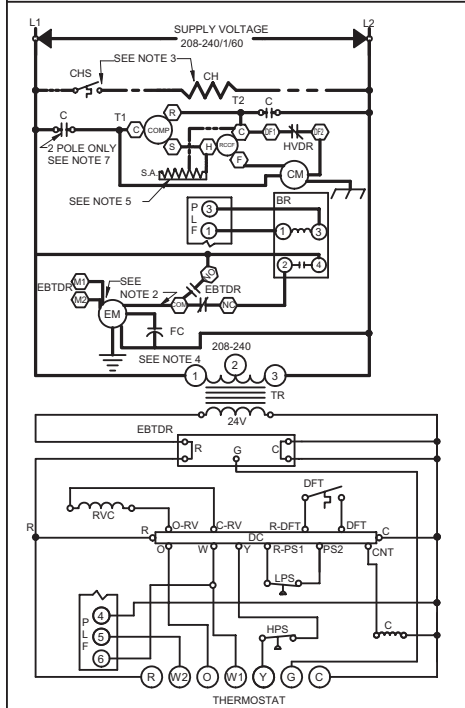 L1 L2
SUPPLY VOLTAGE
208-240/1/60
SEE NOTE 3
CHS CH
C T1 T2 C
R
C COMP C DF1 DF2
2 POLE ONLY
SEE NOTE 7
S H RCCF HVDR
F
S.A. CM
SEE NOTE 5
P L F 3 1
BR
1 3
2 4
NO
EBTDR
M1 SEE
NOTE 2
EBTDR M2 COM NC
EM
FC
SEE NOTE 4 208-240
1 2 3
TR
24V
EBTDR
R G C
DFT
RVC
R R O-RV C-RV R-DFT DFT C
DC
O W Y R-PS1 PS2 CNT
LPS
P L F 4 5 6
HPS C
R W2 O W1 Y G C
THERMOSTAT